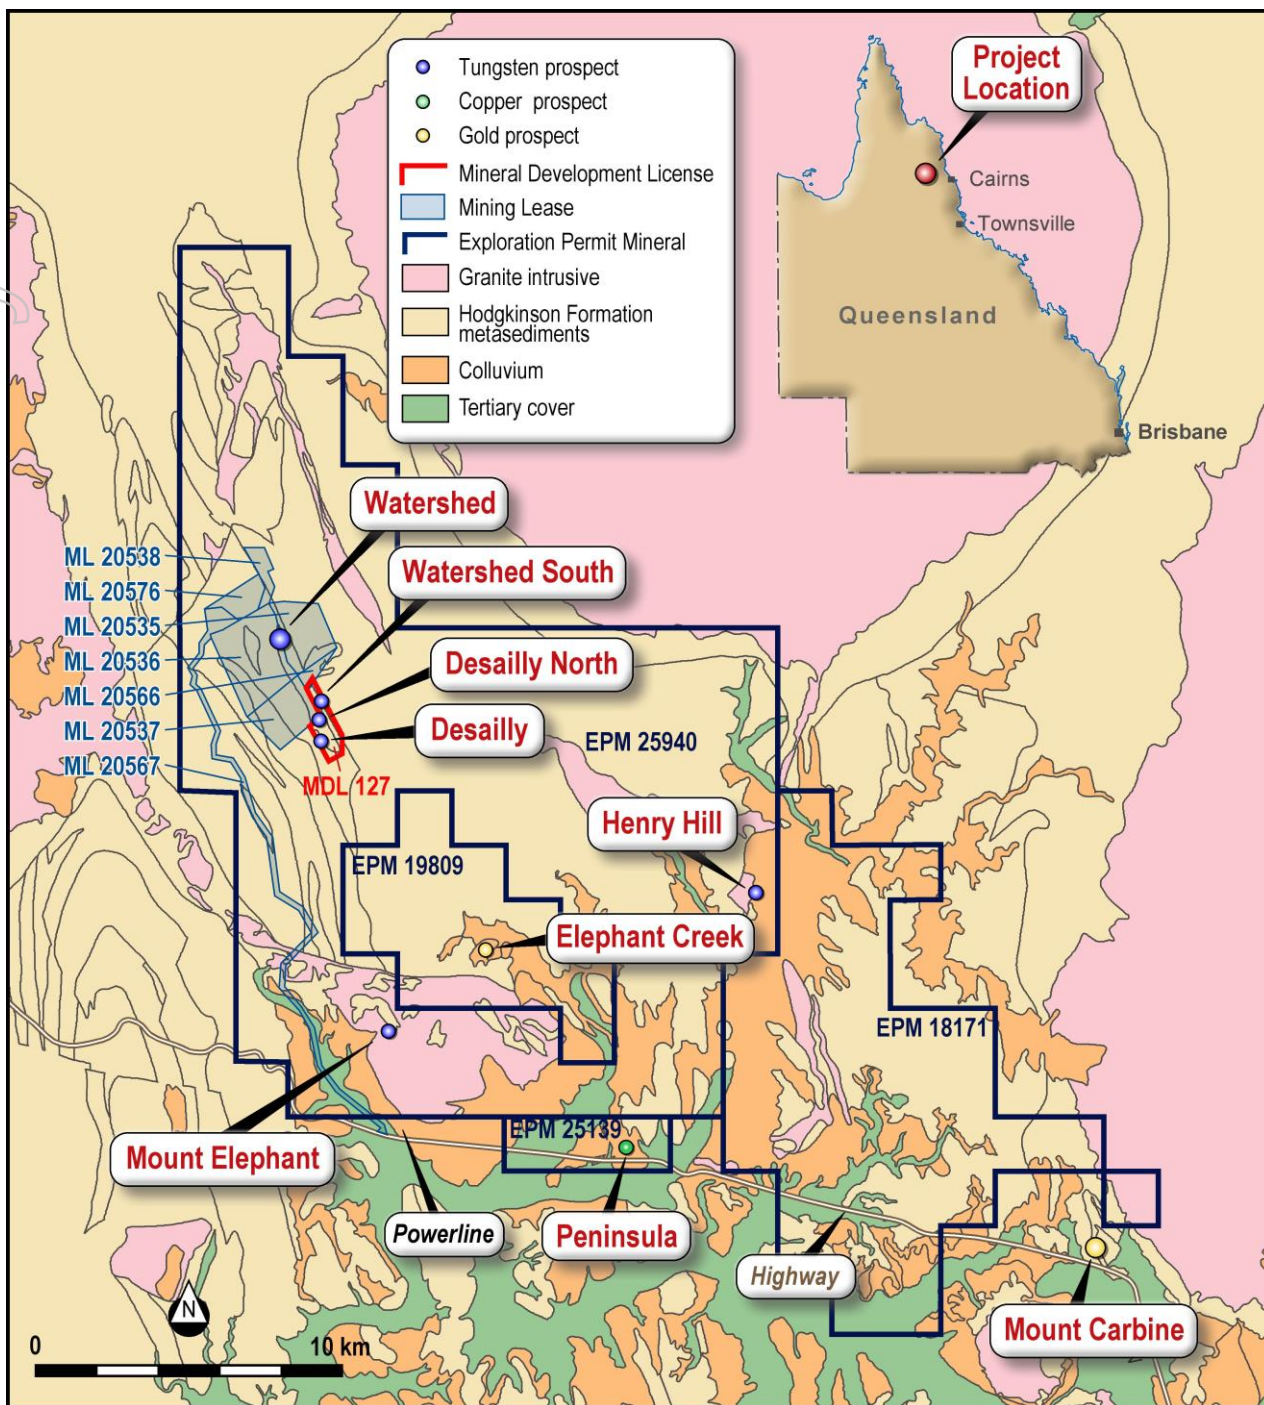 Tungsten prospect
Copper prospect
Gold prospect
Mineral Development License
Mining Lease
Exploration Permit Mineral
Granite intrusive
Hodgkinson Formation
metasediments
Colluvium
Tertiary cover
Project
Location
Cairns
Townsville
Queensland
Brisbane
Watershed
Watershed South
ML 20538
ML 20576
ML 20535
ML 20536
ML 20566
ML 20537
ML 20567
Desailly North
Desailly
EPM 25940
MDL 127
Henry Hill
EPM 19809
Elephant Creek
EPM 18171
EPM 25139
Mount Elephant
Powerline
Peninsula
Highway
Mount Carbine
N
0
10 km